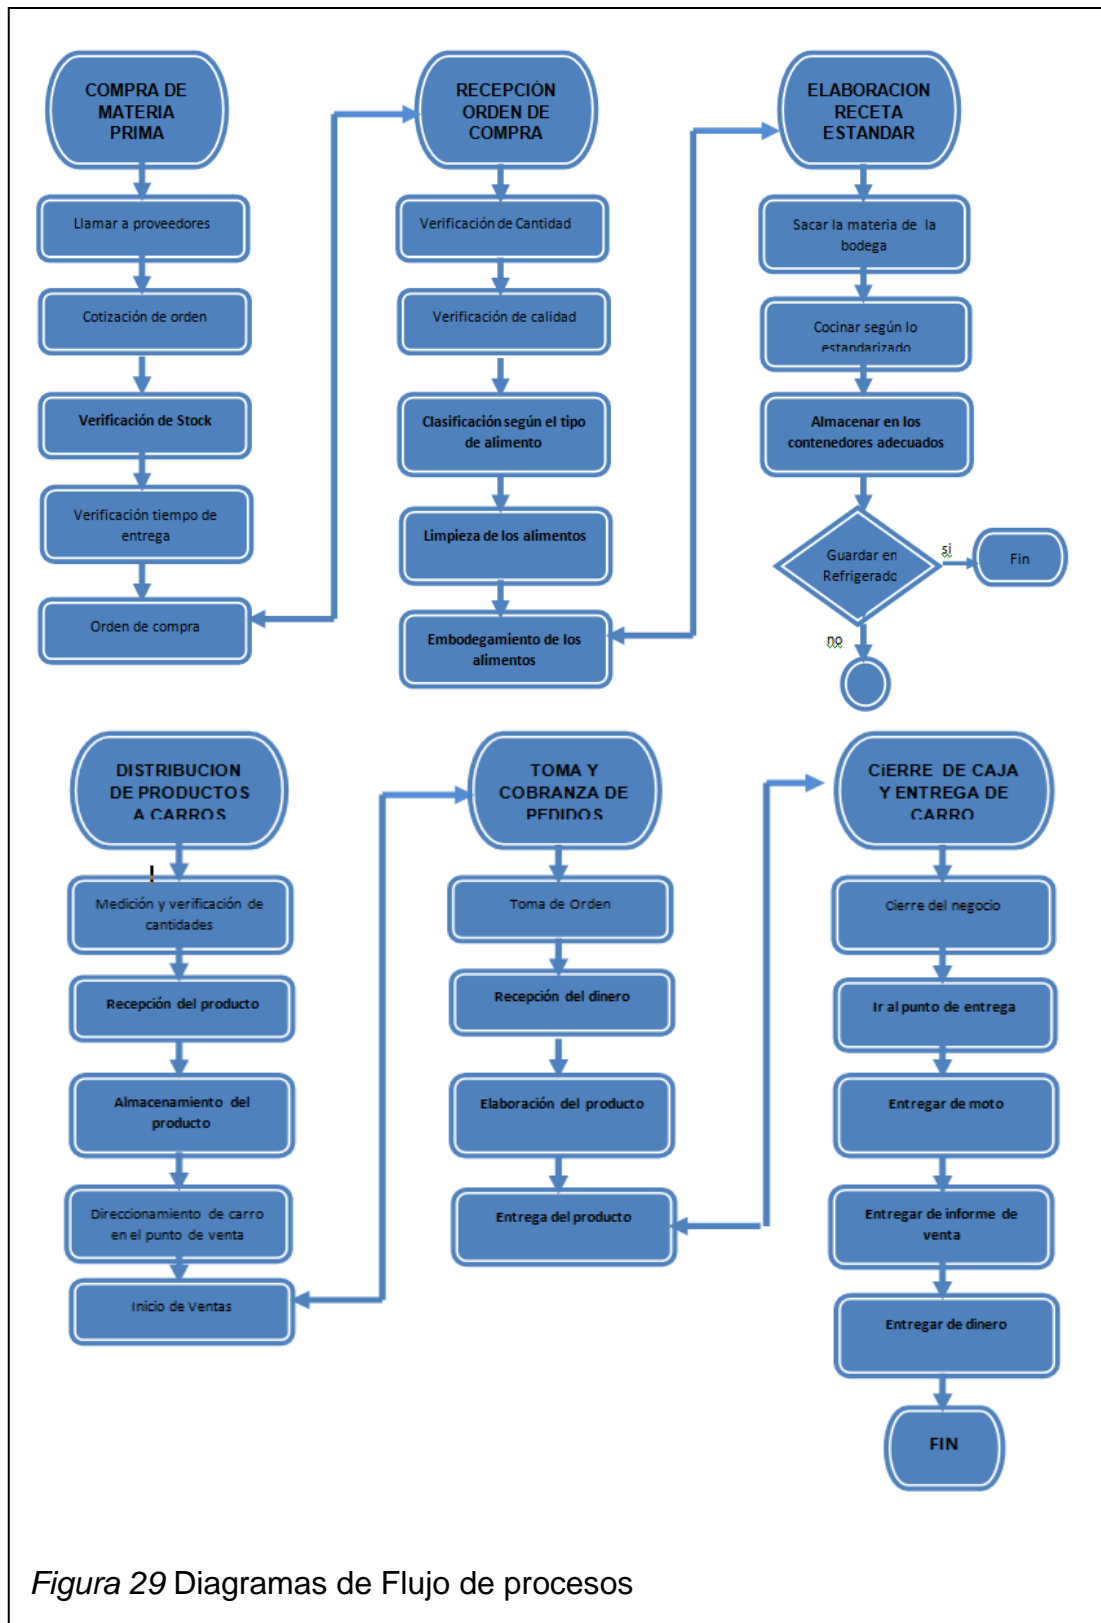 COMPRA DE
MATERIA
PRIMA
Llamar a proveedores
Cotización de orden
Verificación de Stock
Verificación tiempo de
entrega
Orden de compra
RECEPCIÓN
ORDEN DE
COMPRA
Verificación de Cantidad
Verificación de calidad
Clasificación según el tipo
de alimento
Limpieza de los alimentos
Embodegamiento de los
alimentos
ELABORACION
RECETA
ESTANDAR
Sacar la materia de la
bodega
Cocinar según lo
estandarizado
Almacenar en los
contenedores adecuados
Guardar en
Refrigerado
si
Fin
no
DISTRIBUCION
DE PRODUCTOS
A CARROS
Medición y verificación de
cantidades
Recepción del producto
Almacenamiento del
producto
Direccionamiento de carro
en el punto de venta
Inicio de Ventas
TOMA Y
COBRANZA DE
PEDIDOS
Toma de Orden
Recepción del dinero
Elaboración del producto
Entrega del producto
CiERRE DE CAJA
Y ENTREGA DE
CARRO
Cierre del negocio
Ir al punto de entrega
Entregar de moto
Entregar de informe de
venta
Entregar de dinero
FIN
Figura 29 Diagramas de Flujo de procesos